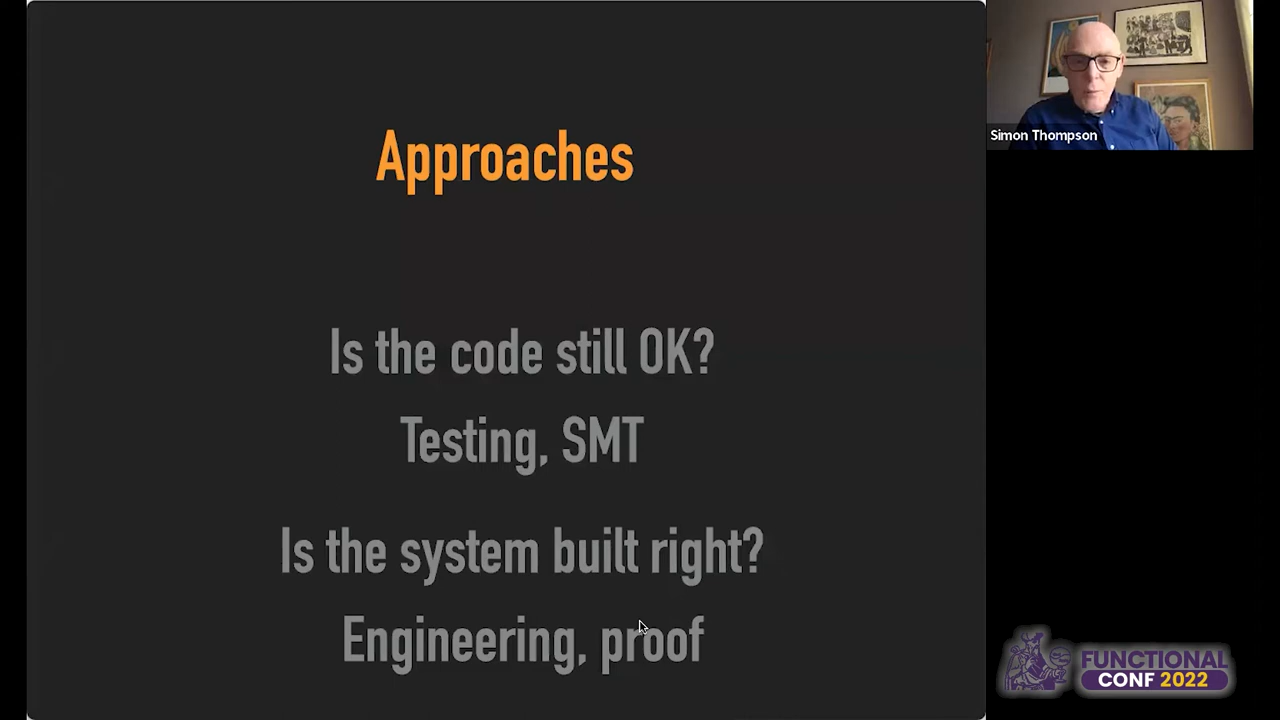 Approaches
Is the code still OK?
Testing, SMT
Is the system built right?
Engineering, proof
Simon Thompson
FUNCTIONAL
CONF 2022